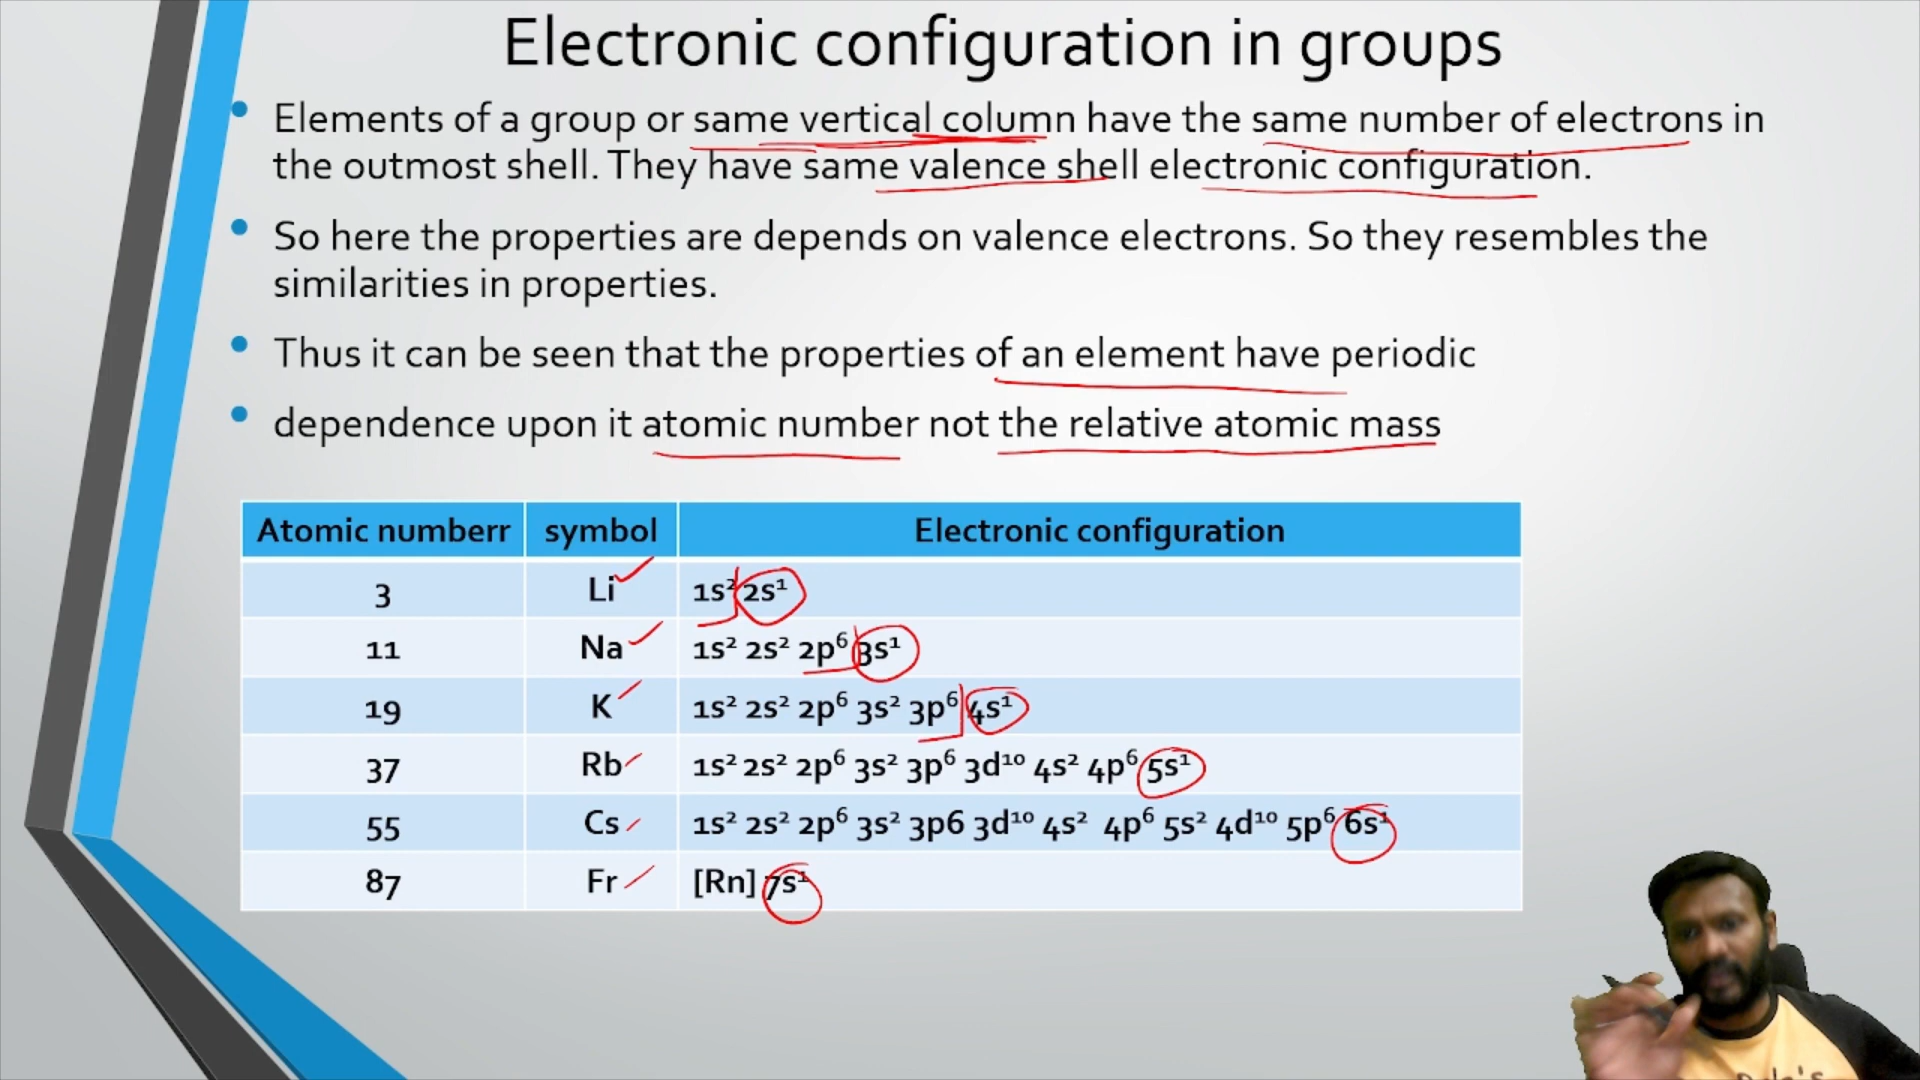 Electronic configuration in groups
• Elements of a group or same vertical column have the same number of electrons in
the outmost shell. They have same valence shell electronic configuration.
• So here the properties are depends on valence electrons. So they resembles the
similarities in properties.
• Thus it can be seen that the properties of an element have periodic
• dependence upon it atomic number not the relative atomic mass
Atomic numberr symbol Electronic configuration
3 Li 1s² 2s¹
11 Na 1s² 2s² 2p⁶ 3s¹
19 K 1s² 2s² 2p⁶ 3s² 3p⁶ 4s¹
37 Rb 1s² 2s² 2p⁶ 3s² 3p⁶ 3d¹⁰ 4s² 4p⁶ 5s¹
55 Cs 1s² 2s² 2p⁶ 3s² 3p6 3d¹⁰ 4s² 4p⁶ 5s² 4d¹⁰ 5p⁶ 6s¹
87 Fr [Rn] 7s¹